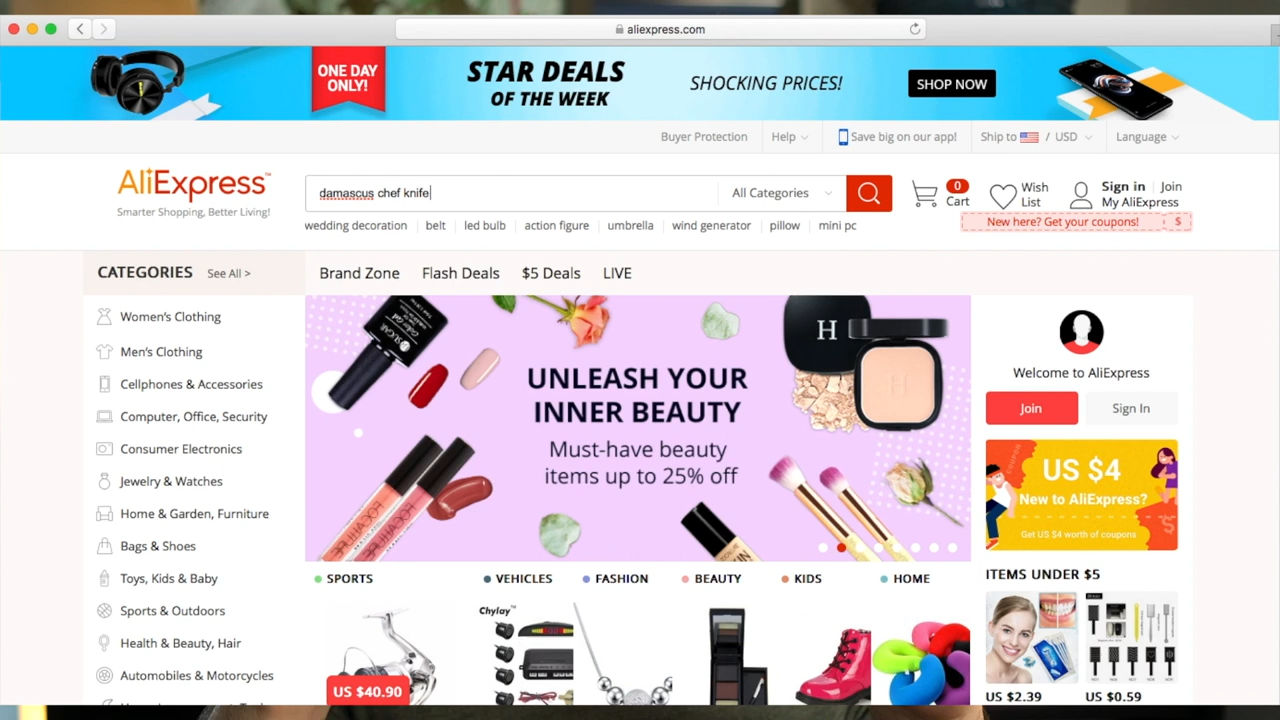 aliexpress.com
ONE DAY
ONLY!
STAR DEALS
OF THE WEEK
SHOCKING PRICES!
SHOP NOW
Buyer Protection
Help
Save big on our app!
Ship to / USD
Language
AliExpress™
Smarter Shopping, Better Living!
damascus chef knife
All Categories
0
Cart
Wish
List
Sign in
Join
My AliExpress
New here? Get your coupons!
$
wedding decoration
belt
led bulb
action figure
umbrella
wind generator
pillow
mini pc
CATEGORIES
See All >
Brand Zone
Flash Deals
$5 Deals
LIVE
Women's Clothing
Men's Clothing
Cellphones & Accessories
Computer, Office, Security
Consumer Electronics
Jewelry & Watches
Home & Garden, Furniture
Bags & Shoes
Toys, Kids & Baby
Sports & Outdoors
Health & Beauty, Hair
Automobiles & Motorcycles
H
H
UNLEASH YOUR
INNER BEAUTY
Must-have beauty
items up to 25% off
Welcome to AliExpress
Join
Sign In
COUPON
US $4
New to AliExpress?
Get US $4 worth of coupons
SPORTS
VEHICLES
FASHION
BEAUTY
KIDS
HOME
ITEMS UNDER $5
Chylay™
US $40.90
US $2.39
US $0.59